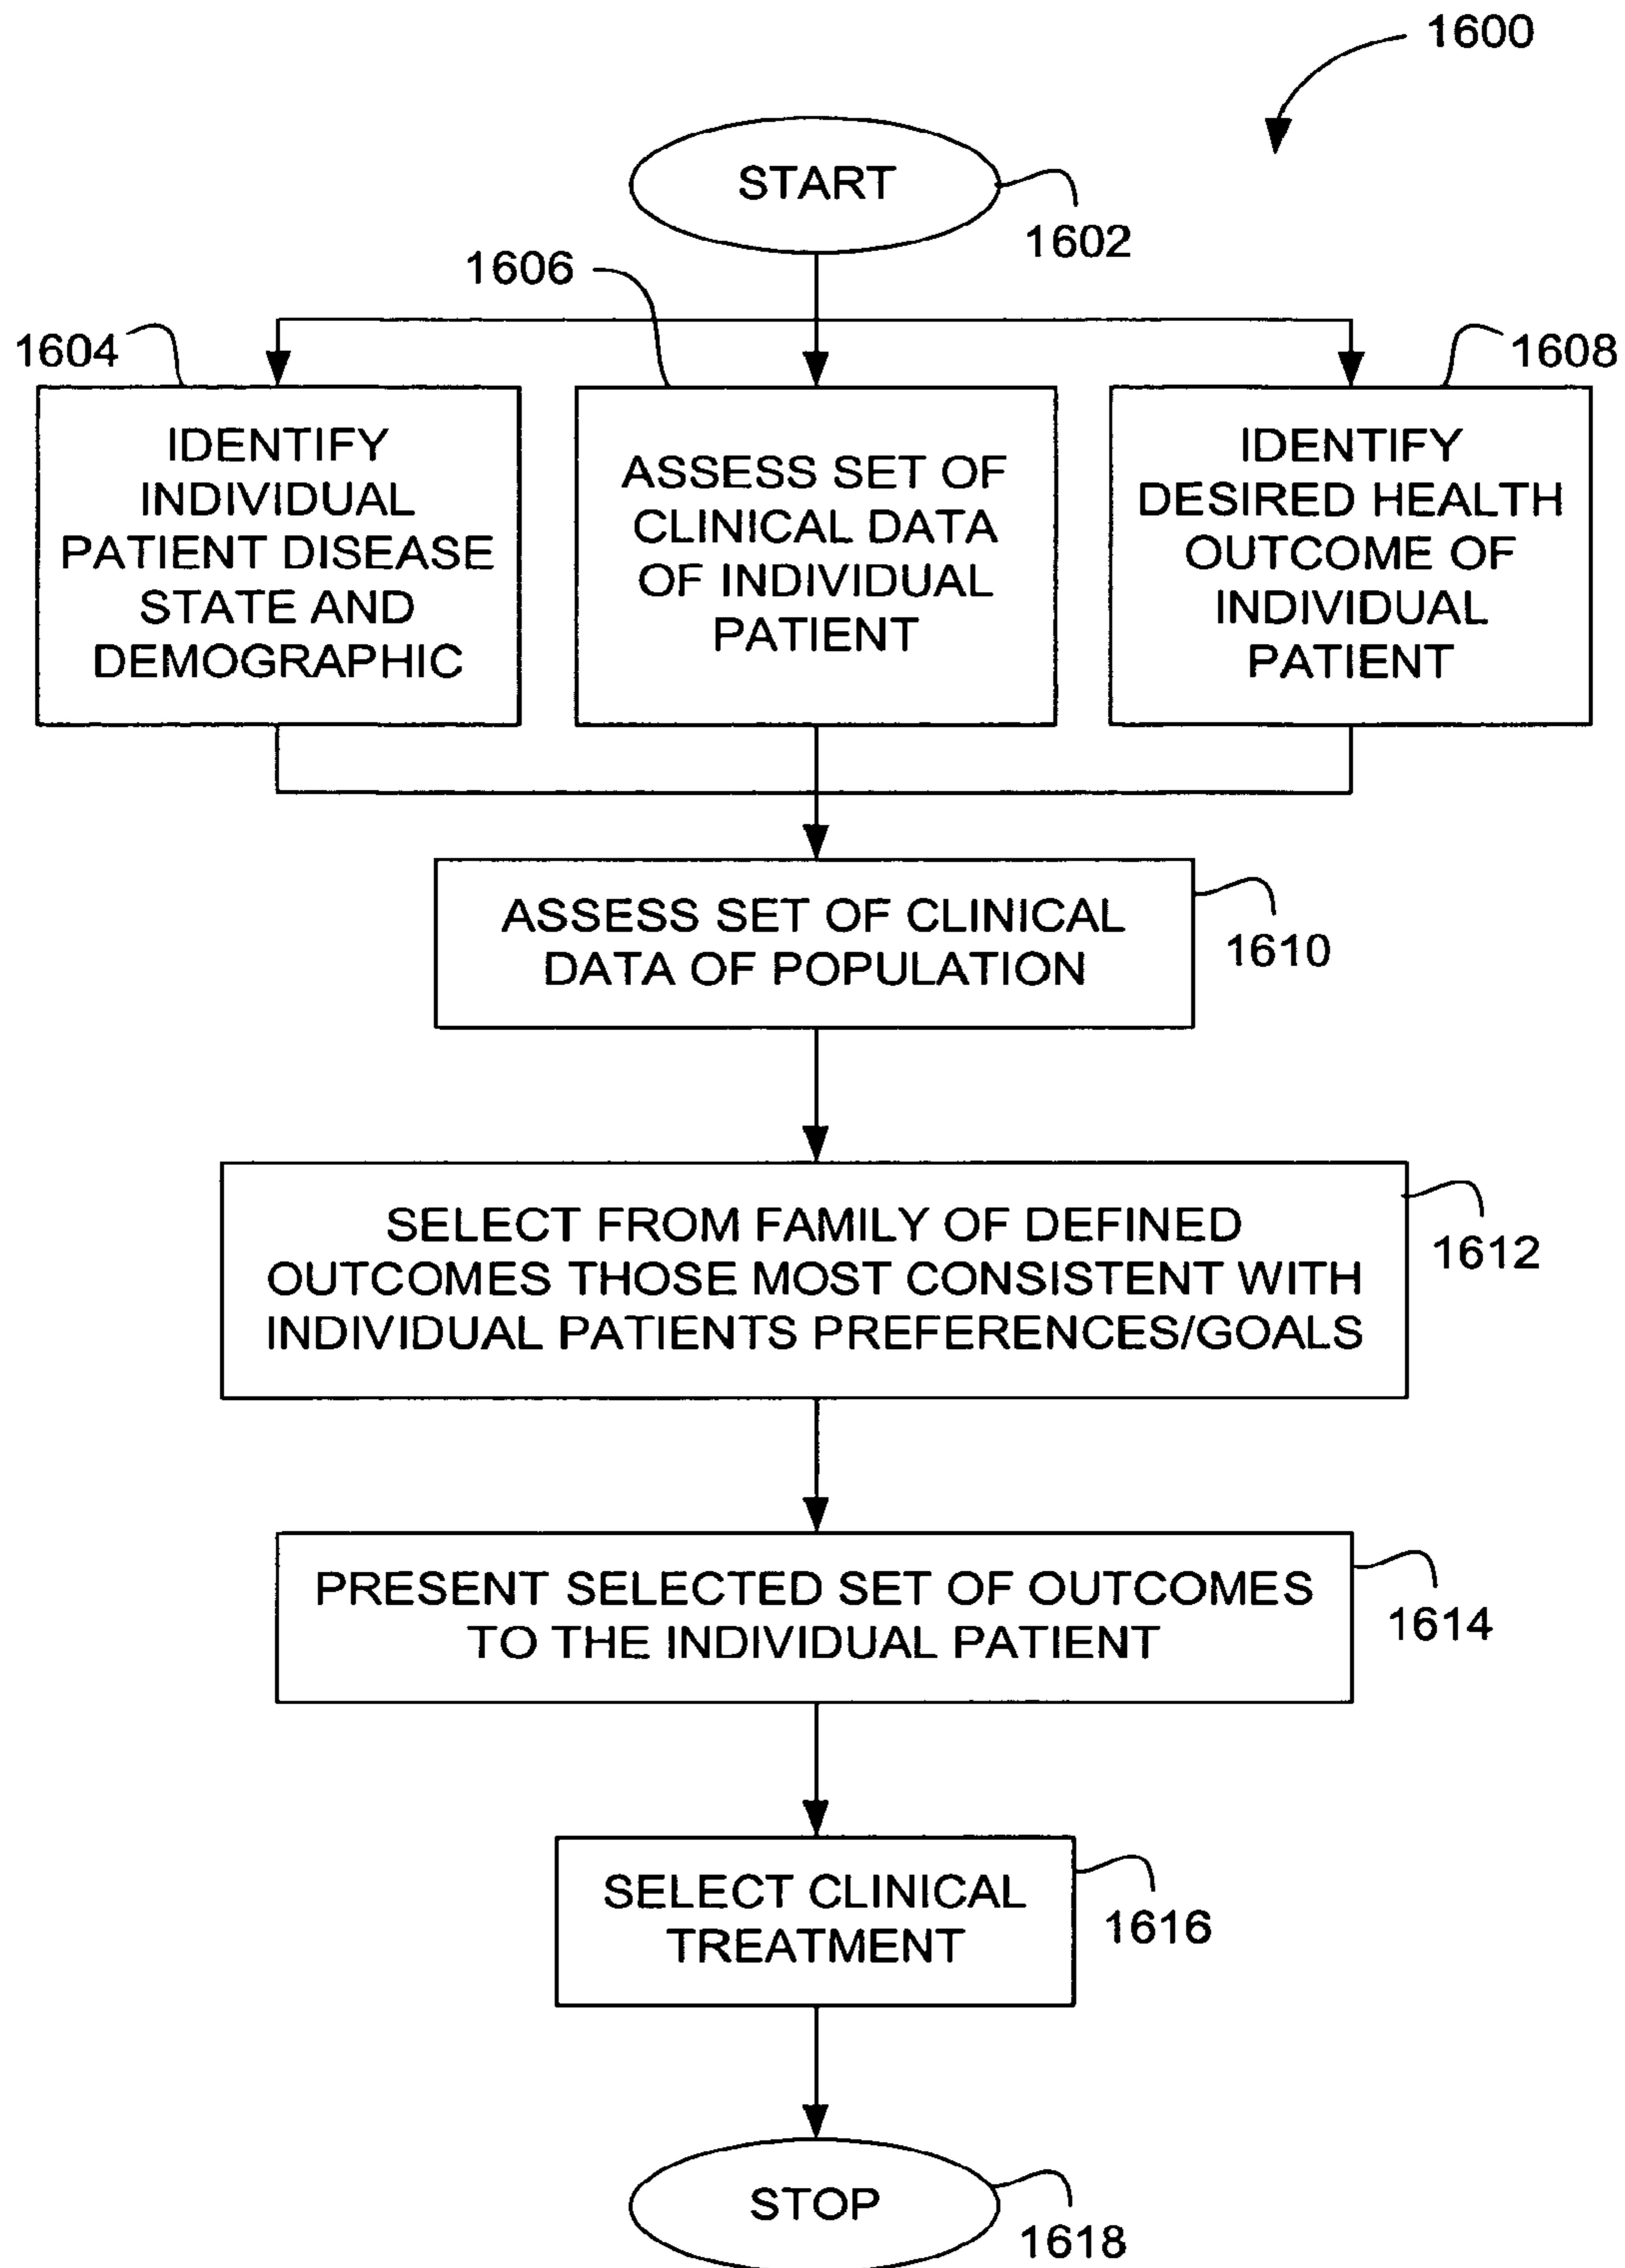 1600
START
1602
1606
1604
1608
IDENTIFY
INDIVIDUAL
PATIENT DISEASE
STATE AND
DEMOGRAPHIC
ASSESS SET OF
CLINICAL DATA
OF INDIVIDUAL
PATIENT
IDENTIFY
DESIRED HEALTH
OUTCOME OF
INDIVIDUAL
PATIENT
ASSESS SET OF CLINICAL
DATA OF POPULATION
1610
SELECT FROM FAMILY OF DEFINED
OUTCOMES THOSE MOST CONSISTENT WITH
INDIVIDUAL PATIENTS PREFERENCES/GOALS
1612
PRESENT SELECTED SET OF OUTCOMES
TO THE INDIVIDUAL PATIENT
1614
SELECT CLINICAL
TREATMENT
1616
STOP
1618